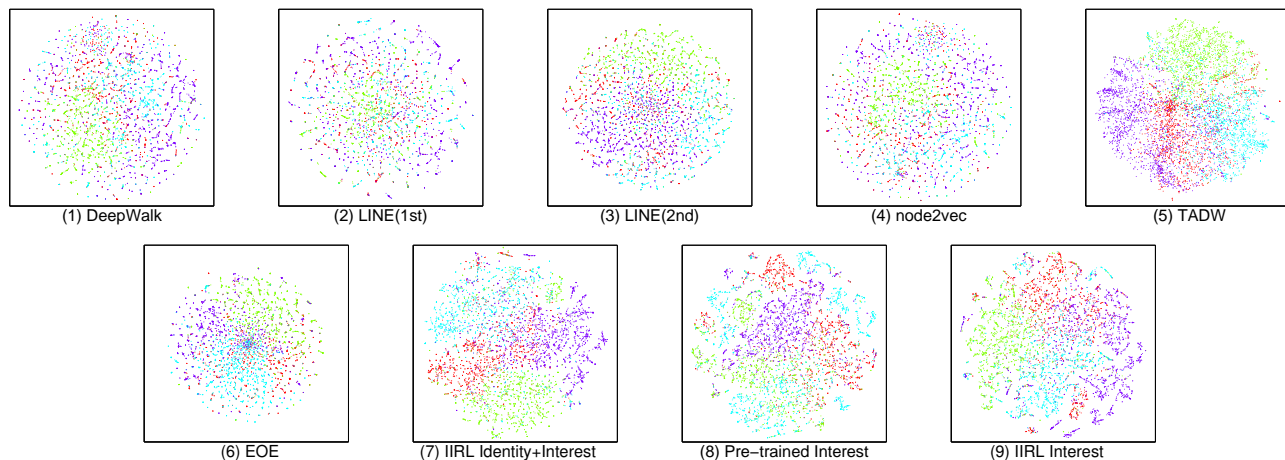 (1) DeepWalk
(2) LINE(1st)
(3) LINE(2nd)
(4) node2vec
(5) TADW
(6) EOE
(7) IIRL Identity+Interest
(8) Pre−trained Interest
(9) IIRL Interest